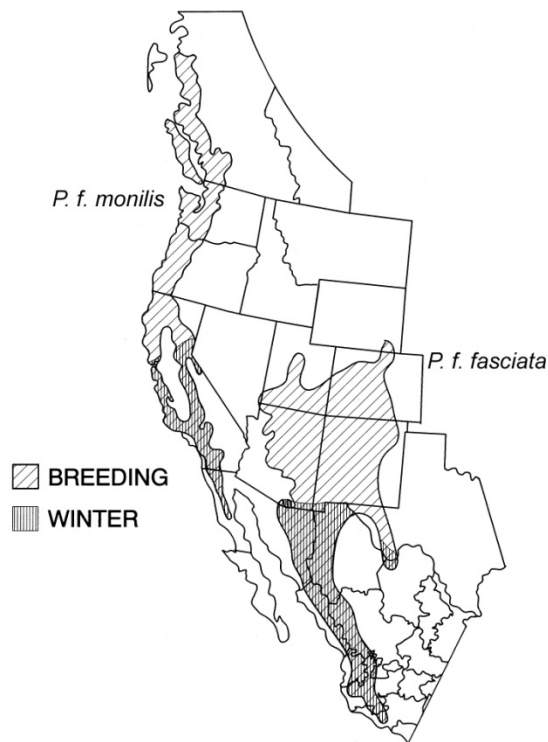 P. f. monilis
P. f. fasciata
BREEDING
WINTER